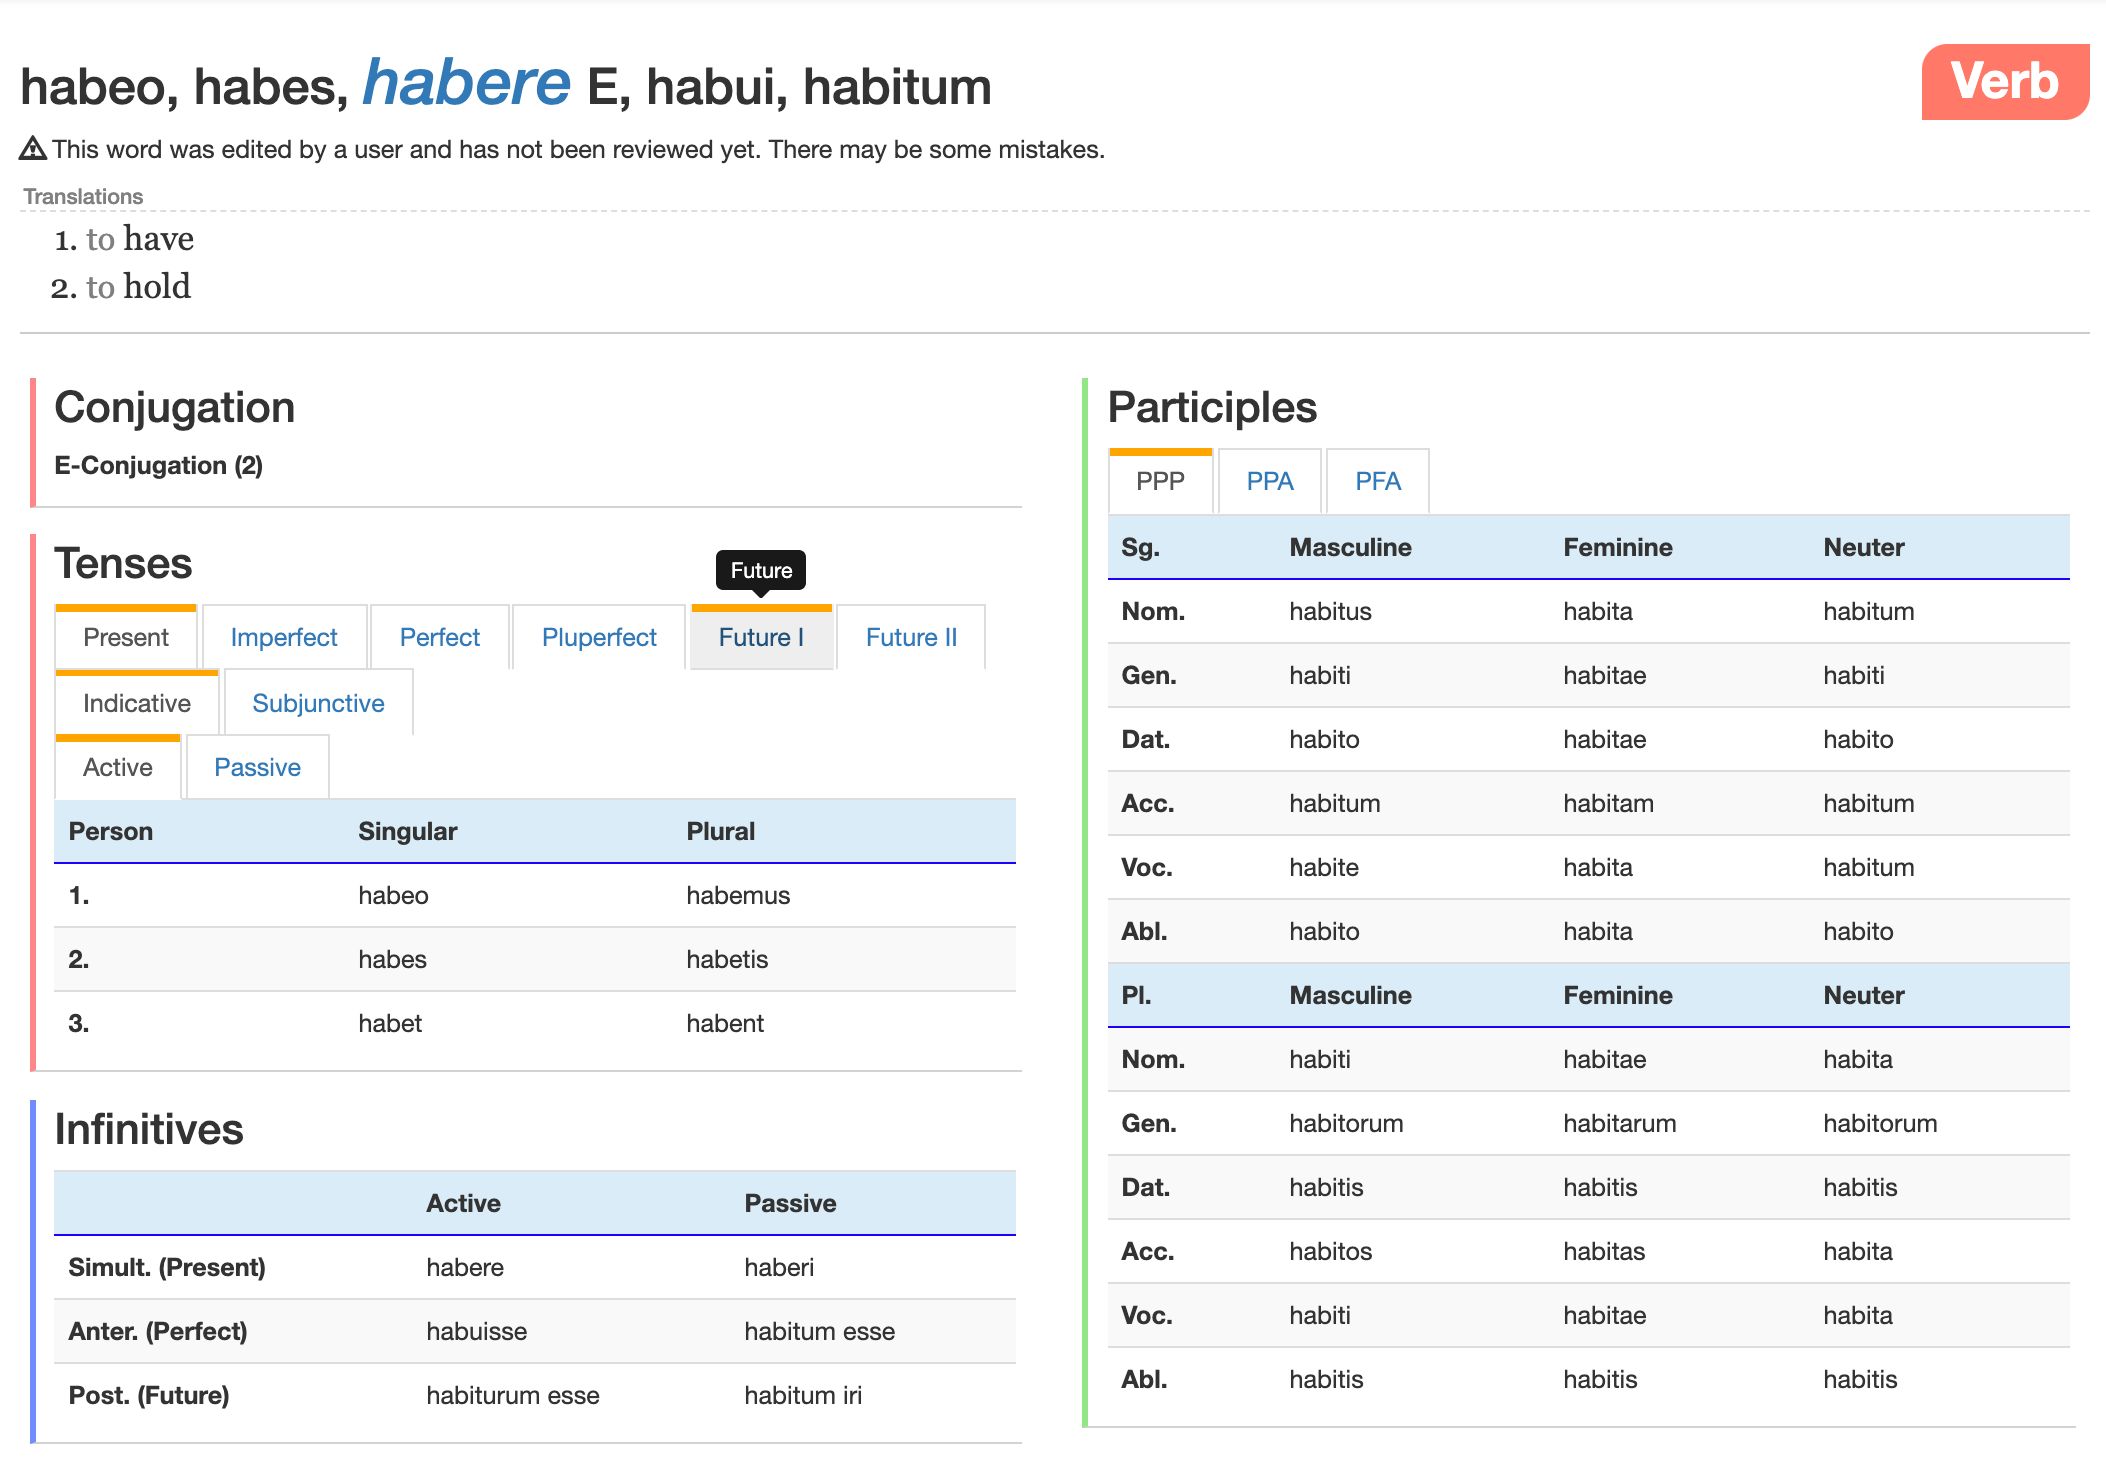 habeo, habes, habere E, habui, habitum
Verb
This word was edited by a user and has not been reviewed yet. There may be some mistakes.
Translations
1. to have
2. to hold
Conjugation
E-Conjugation (2)
Tenses
Future
Present Imperfect Perfect Pluperfect Future I Future II
Indicative Subjunctive
Active Passive
Person Singular Plural
1. habeo habemus
2. habes habetis
3. habet habent
Infinitives
Active Passive
Simult. (Present) habere haberi
Anter. (Perfect) habuisse habitum esse
Post. (Future) habiturum esse habitum iri
Participles
PPP PPA PFA
Sg. Masculine Feminine Neuter
Nom. habitus habita habitum
Gen. habiti habitae habiti
Dat. habito habitae habito
Acc. habitum habitam habitum
Voc. habite habita habitum
Abl. habito habita habito
Pl. Masculine Feminine Neuter
Nom. habiti habitae habita
Gen. habitorum habitarum habitorum
Dat. habitis habitis habitis
Acc. habitos habitas habita
Voc. habiti habitae habita
Abl. habitis habitis habitis